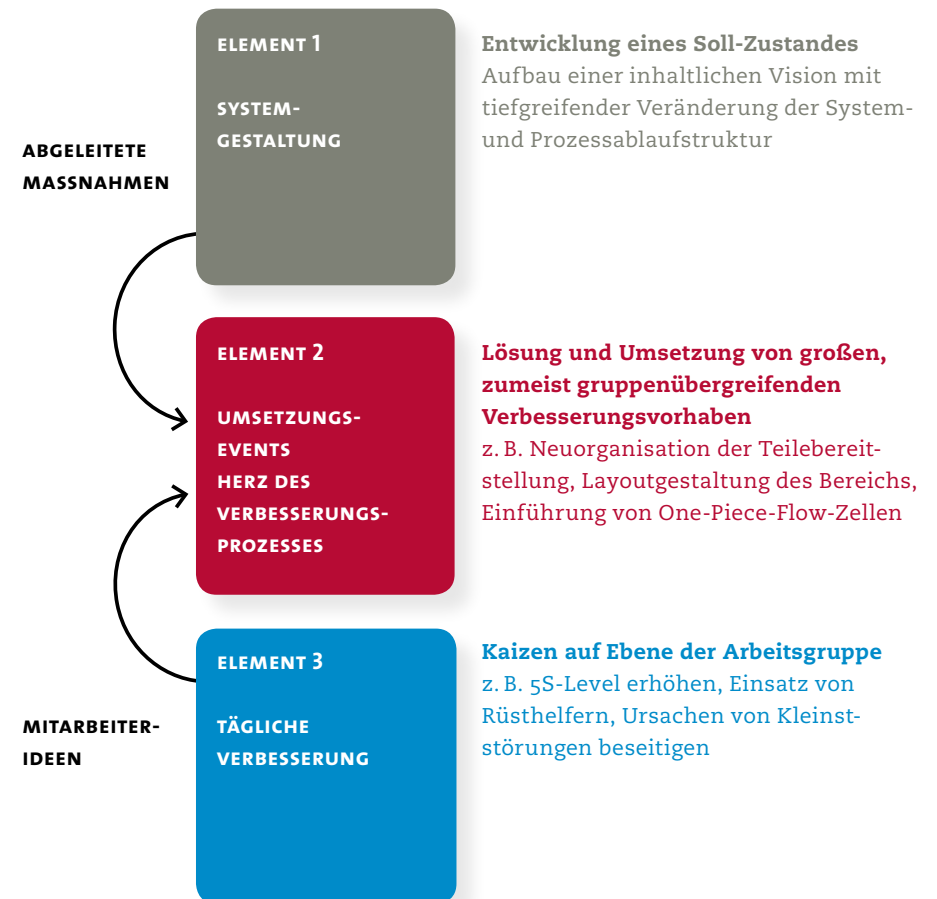 ELEMENT 1
SYSTEM-
GESTALTUNG
Entwicklung eines Soll-Zustandes
Aufbau einer inhaltlichen Vision mit
tiefgreifender Veränderung der System-
und Prozessablaufstruktur
ABGELEITETE
MASSNAHMEN
ELEMENT 2
UMSETZUNGS-
EVENTS
HERZ DES
VERBESSERUNGS-
PROZESSES
Lösung und Umsetzung von großen,
zumeist gruppenübergreifenden
Verbesserungsvorhaben
z. B. Neuorganisation der Teilebereit-
stellung, Layoutgestaltung des Bereichs,
Einführung von One-Piece-Flow-Zellen
ELEMENT 3
TÄGLICHE
VERBESSERUNG
Kaizen auf Ebene der Arbeitsgruppe
z. B. 5S-Level erhöhen, Einsatz von
Rüsthelfern, Ursachen von Kleinst-
störungen beseitigen
MITARBEITER-
IDEEN